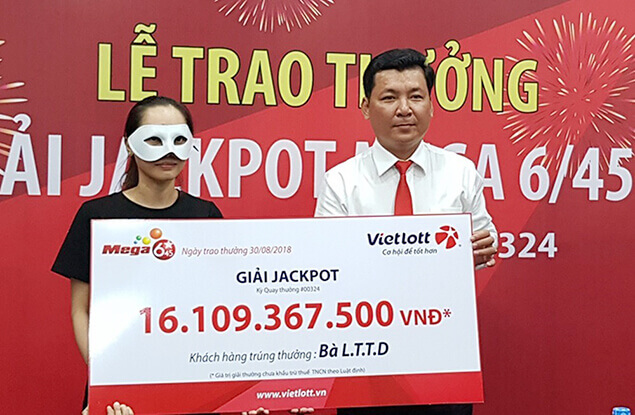 LỄ TRAO THƯỞNG
ẢI JACKPOT MEGA 6/45
00324
Mega 6/45
Ngày trao thưởng 30/08/2018
Vietlott
Cơ hội để tốt hơn
GIẢI JACKPOT
Kỳ Quay thưởng #00324
16.109.367.500 VNĐ*
Khách hàng trúng thưởng : Bà L.T.T.D
(* Giá trị giải thưởng chưa khấu trừ thuế TNCN theo Luật định)
www.vietlott.vn